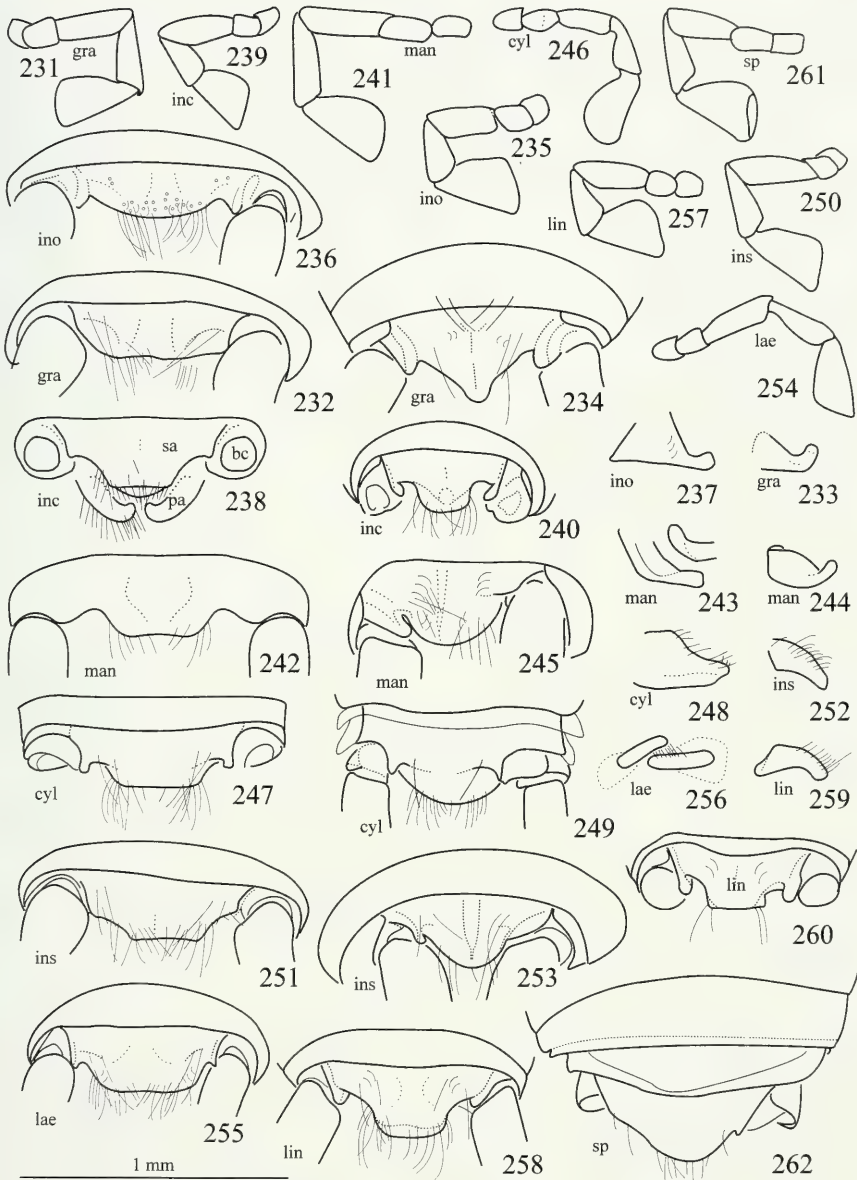 gra
231
inc
239
man
241
cyl
246
sp
261
ino
235
lin
257
ins
250
ino
236
gra
232
gra
234
lae
254
inc
sa
bc
pa
238
inc
240
ino
237
gra
233
man
242
man
245
man
243
man
244
cyl
248
ins
252
cyl
247
cyl
249
lae
256
lin
259
ins
251
ins
253
lin
260
lae
255
lin
258
sp
262
1 mm